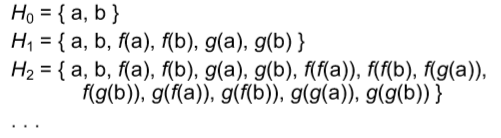 H₀ = { a, b }
H₁ = { a, b, f(a), f(b), g(a), g(b) }
H₂ = { a, b, f(a), f(b), g(a), g(b), f(f(a)), f(f(b), f(g(a)),
f(g(b)), g(f(a)), g(f(b)), g(g(a)), g(g(b)) }
. . .